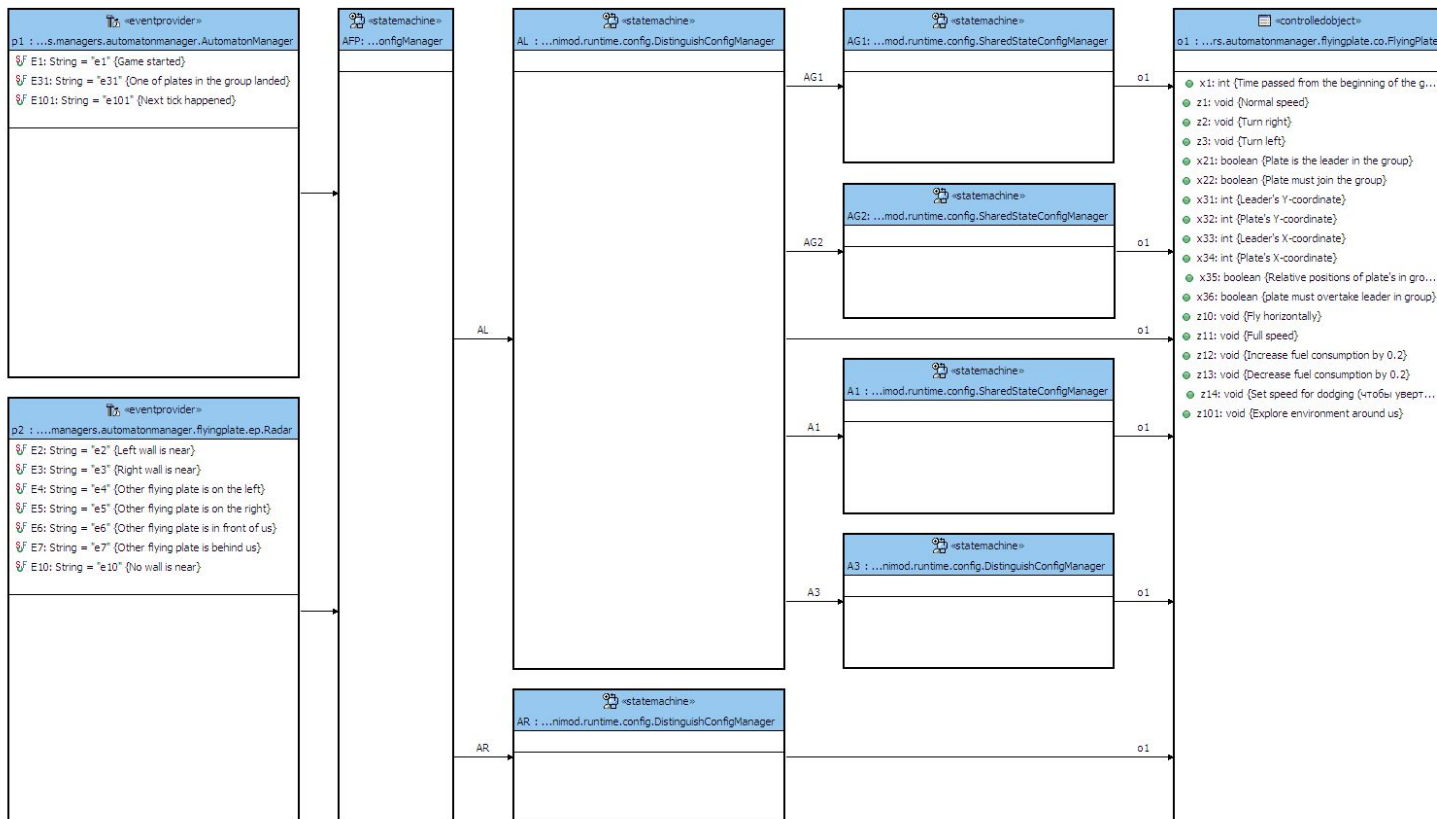 «eventprovider»
p1 : ...s.managers.automatonmanager.AutomatonManager
E1: String = "e1" {Game started}
E31: String = "e31" {One of plates in the group landed}
E101: String = "e101" {Next tick happened}
«eventprovider»
p2 : ....managers.automatonmanager.flyingplate.ep.Radar
E2: String = "e2" {Left wall is near}
E3: String = "e3" {Right wall is near}
E4: String = "e4" {Other flying plate is on the left}
E5: String = "e5" {Other flying plate is on the right}
E6: String = "e6" {Other flying plate is in front of us}
E7: String = "e7" {Other flying plate is behind us}
E10: String = "e10" {No wall is near}
«statemachine»
AFP: ...onfigManager
AL
AR
«statemachine»
AL : ...nimod.runtime.config.DistinguishConfigManager
«statemachine»
AR : ...nimod.runtime.config.DistinguishConfigManager
AG1
AG2
A1
A3
«statemachine»
AG1: ...mod.runtime.config.SharedStateConfigManager
«statemachine»
AG2: ...mod.runtime.config.SharedStateConfigManager
«statemachine»
A1 : ...imod.runtime.config.SharedStateConfigManager
«statemachine»
A3 : ...nimod.runtime.config.DistinguishConfigManager
o1
o1
o1
o1
o1
o1
«controlledobject»
o1 : ...rs.automatonmanager.flyingplate.co.FlyingPlate
x1: int {Time passed from the beginning of the g...
z1: void {Normal speed}
z2: void {Turn right}
z3: void {Turn left}
x21: boolean {Plate is the leader in the group}
x22: boolean {Plate must join the group}
x31: int {Leader's Y-coordinate}
x32: int {Plate's Y-coordinate}
x33: int {Leader's X-coordinate}
x34: int {Plate's X-coordinate}
x35: boolean {Relative positions of plate's in gro...
x36: boolean {plate must overtake leader in group}
z10: void {Fly horizontally}
z11: void {Full speed}
z12: void {Increase fuel consumption by 0.2}
z13: void {Decrease fuel consumption by 0.2}
z14: void {Set speed for dodging (чтобы уверт...
z101: void {Explore environment around us}